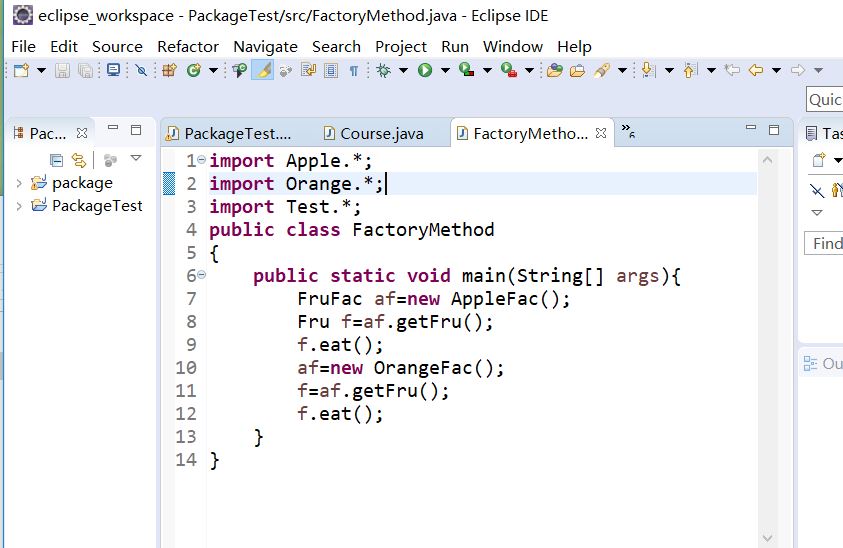 eclipse_workspace - PackageTest/src/FactoryMethod.java - Eclipse IDE
File Edit Source Refactor Navigate Search Project Run Window Help
Quic
Pac...
PackageTest....
Course.java
FactoryMetho...
»6
Tas
package
PackageTest
1 import Apple.*;
2 import Orange.*;
3 import Test.*;
4 public class FactoryMethod
5 {
6 public static void main(String[] args){
7 FruFac af=new AppleFac();
8 Fru f=af.getFru();
9 f.eat();
10 af=new OrangeFac();
11 f=af.getFru();
12 f.eat();
13 }
14 }
Find
Ou